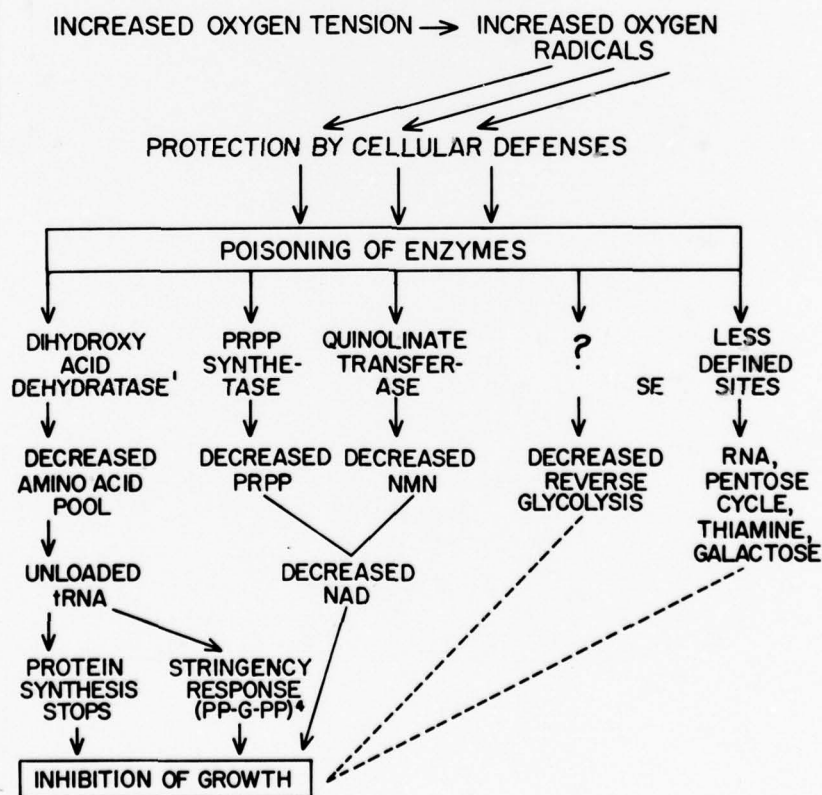 INCREASED OXYGEN TENSION → INCREASED OXYGEN
RADICALS
PROTECTION BY CELLULAR DEFENSES
POISONING OF ENZYMES
DIHYDROXY
ACID
DEHYDRATASE¹
PRPP
SYNTHE-
TASE
QUINOLINATE
TRANSFER-
ASE
?
SE
LESS
DEFINED
SITES
DECREASED
AMINO ACID
POOL
DECREASED
PRPP
DECREASED
NMN
DECREASED
REVERSE
GLYCOLYSIS
RNA,
PENTOSE
CYCLE,
THIAMINE,
GALACTOSE
UNLOADED
tRNA
DECREASED
NAD
PROTEIN
SYNTHESIS
STOPS
STRINGENCY
RESPONSE
(PP-G-PP)⁴
INHIBITION OF GROWTH